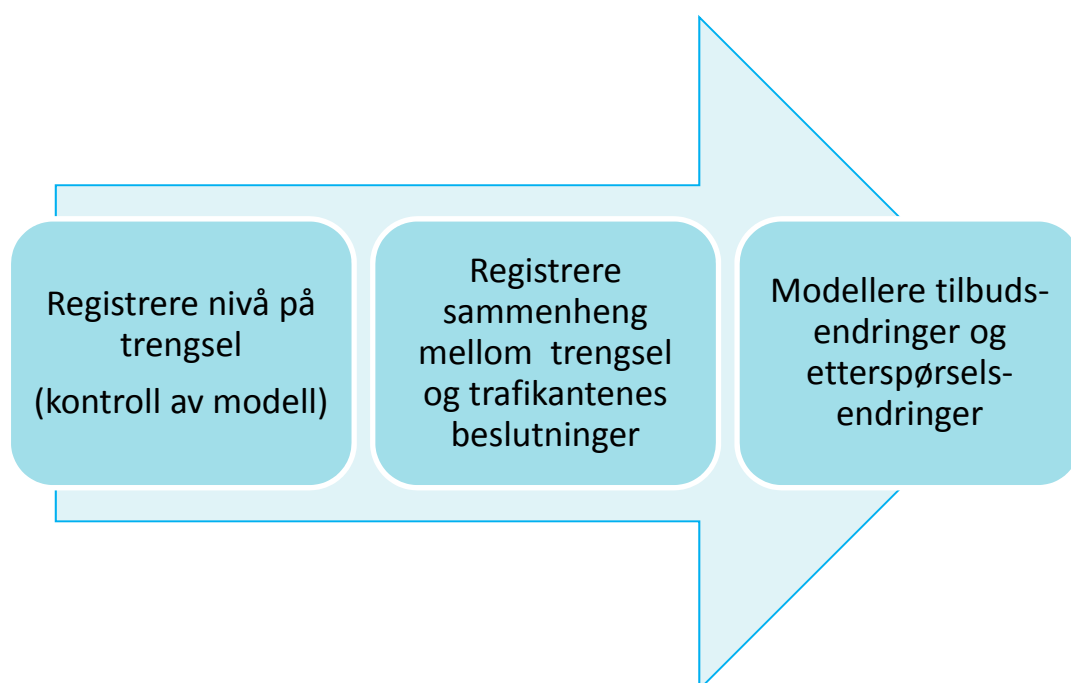 Registrere nivå på
trengsel
(kontroll av modell)
Registrere
sammenheng
mellom  trengsel
og trafikantenes
beslutninger
Modellere tilbuds-
endringer og
etterspørsels-
endringer